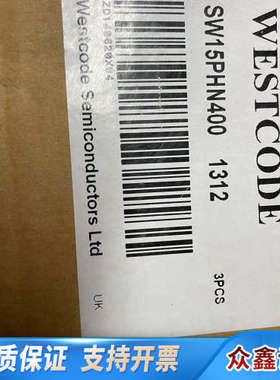 WESTCODE
SW15PHN400 1312
3PCS
Westcode Semiconductors Ltd
UK
质保证 支持开票
众鑫